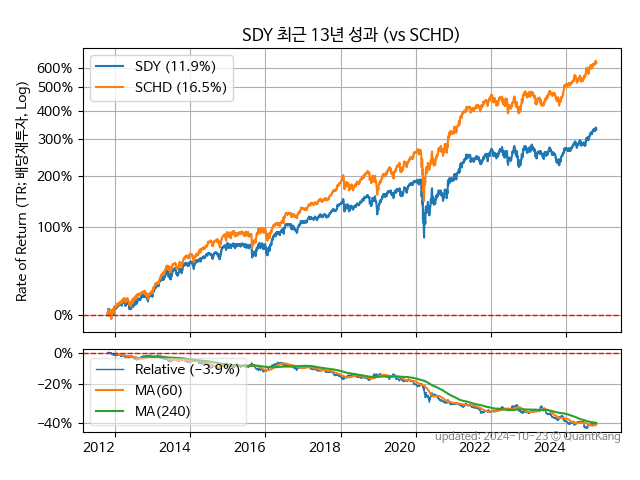 SDY 최근 13년 성과 (vs SCHD)
Rate of Return (TR: 배당재투자, Log)
600%
500%
400%
300%
200%
100%
0%
SDY (11.9%)
SCHD (16.5%)
0%
−20%
−40%
Relative (−3.9%)
MA(60)
MA(240)
2012 2014 2016 2018 2020 2022 2024
updated: 2024-10-23 © QuantKang